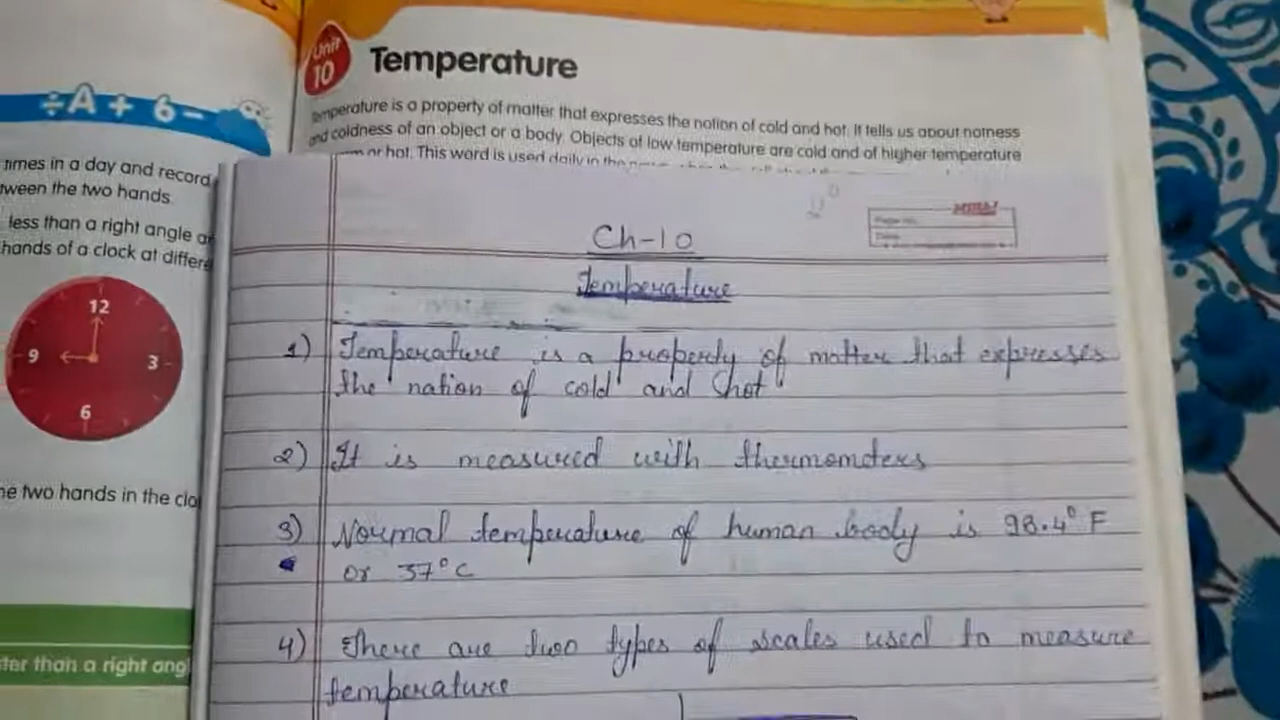 ÷A + 6 -
times in a day and record
tween the two hands.
less than a right angle
hands of a clock at differe
12
9
3
6
he two hands in the clo
ter than a right ang
Unit
10
Temperature
Temperature is a property of matter that expresses the notion of cold and hot. It tells us about hotness
and coldness of an object or a body. Objects of low temperature are cold and of higher temperature
or hot. This word is used daily in the
Ch-10
Temperature
1) Temperature is a property of matter that expresses
the nation of cold and hot
2) It is measured with thermometers
3) Normal temperature of human body is 98.4° F
or 37° C
4) There are two types of scales used to measure
temperature